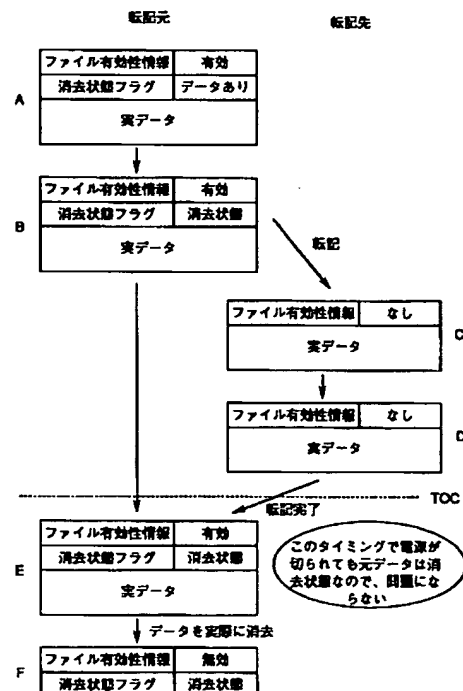 転記元
転記先
A
ファイル有効性情報 有効
消去状態フラグ データあり
実データ
B
ファイル有効性情報 有効
消去状態フラグ 消去状態
実データ
転記
ファイル有効性情報 なし
実データ
C
ファイル有効性情報 なし
実データ
D
TOC
転記完了
E
ファイル有効性情報 有効
消去状態フラグ 消去状態
実データ
このタイミングで電源が
切られても元データは消
去状態なので、問題にな
らない
データを実際に消去
F
ファイル有効性情報 無効
消去状態フラグ 消去状態